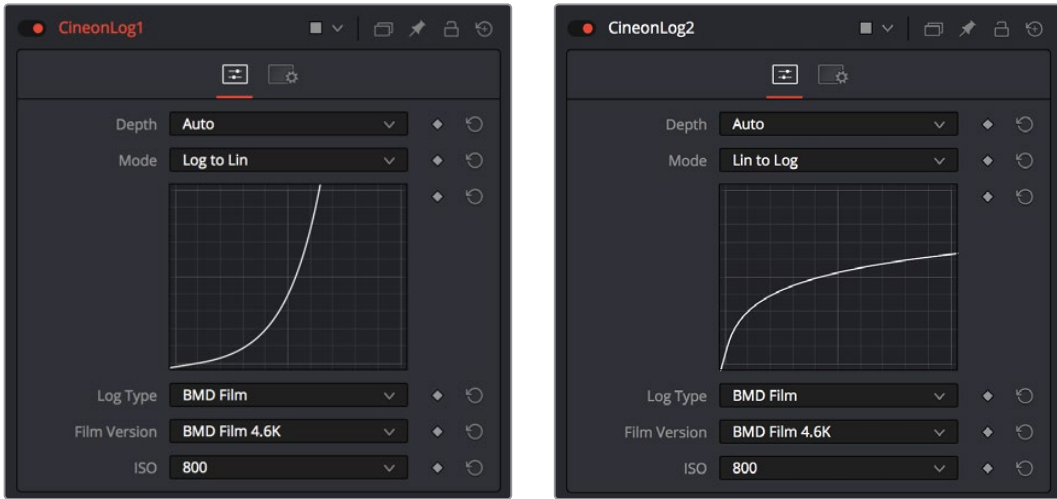 CineonLog1
Depth Auto
Mode Log to Lin
Log Type BMD Film
Film Version BMD Film 4.6K
ISO 800
CineonLog2
Depth Auto
Mode Lin to Log
Log Type BMD Film
Film Version BMD Film 4.6K
ISO 800